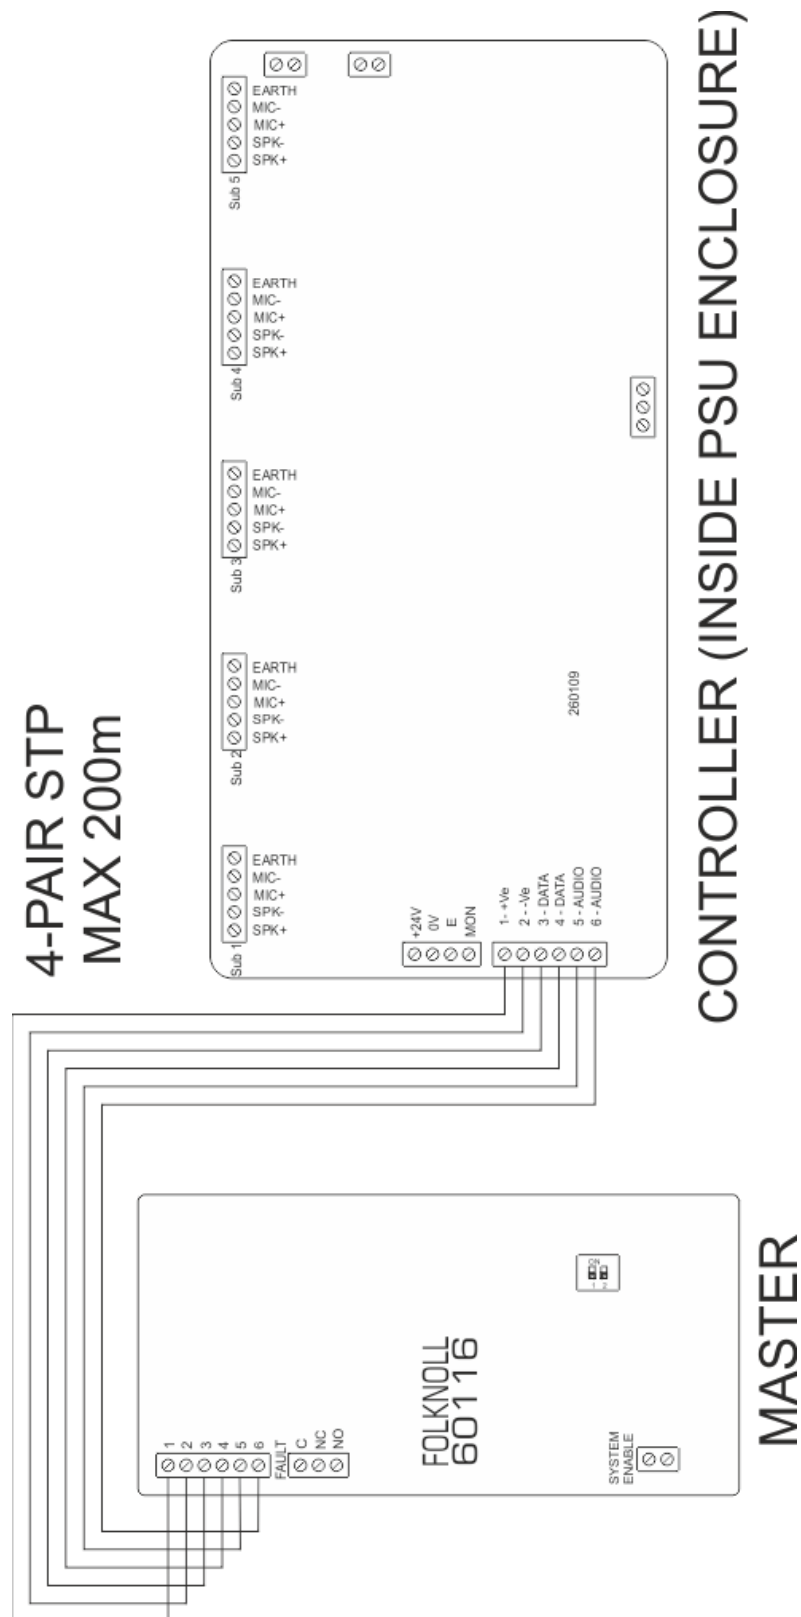 4-PAIR STP
MAX 200m
CONTROLLER (INSIDE PSU ENCLOSURE)
EARTH
MIC-
MIC+
SPK-
SPK+
Sub 5
EARTH
MIC-
MIC+
SPK-
SPK+
Sub 4
EARTH
MIC-
MIC+
SPK-
SPK+
Sub 3
EARTH
MIC-
MIC+
SPK-
SPK+
Sub 2
EARTH
MIC-
MIC+
SPK-
SPK+
Sub 1
260109
+24V
0V
E
MON
1- +Ve
2 - -Ve
3 - DATA
4 - DATA
5 - AUDIO
6 - AUDIO
MASTER
FOLKNOLL
60116
ON
1 2
1
2
3
4
5
6
FAULT
C
NC
NO
SYSTEM
ENABLE